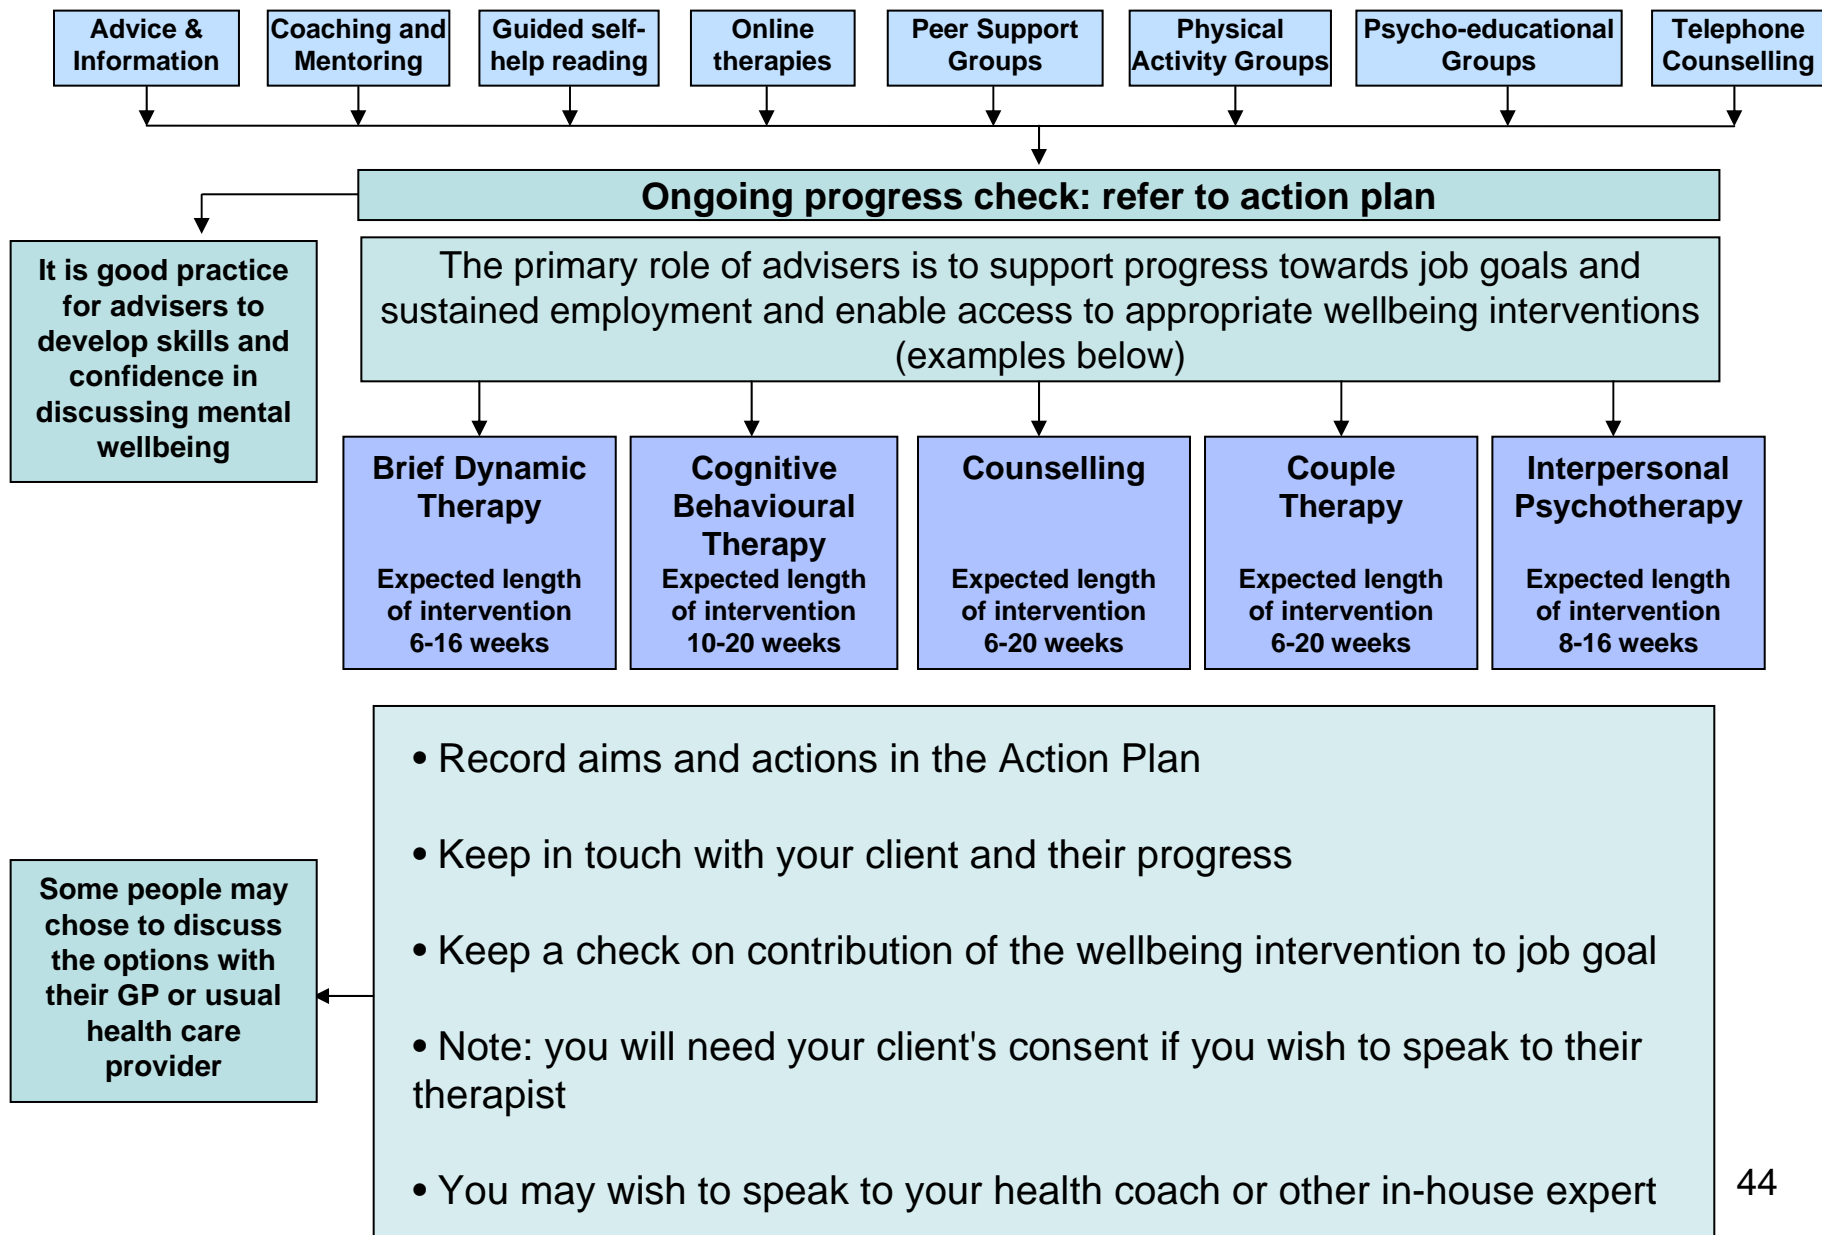 Advice &
Information
Coaching and
Mentoring
Guided self-
help reading
Online
therapies
Peer Support
Groups
Physical
Activity Groups
Psycho-educational
Groups
Telephone
Counselling
Ongoing progress check: refer to action plan
It is good practice
for advisers to
develop skills and
confidence in
discussing mental
wellbeing
The primary role of advisers is to support progress towards job goals and
sustained employment and enable access to appropriate wellbeing interventions
(examples below)
Brief Dynamic
Therapy
Expected length
of intervention
6-16 weeks
Cognitive
Behavioural
Therapy
Expected length
of intervention
10-20 weeks
Counselling
Expected length
of intervention
6-20 weeks
Couple
Therapy
Expected length
of intervention
6-20 weeks
Interpersonal
Psychotherapy
Expected length
of intervention
8-16 weeks
• Record aims and actions in the Action Plan
• Keep in touch with your client and their progress
• Keep a check on contribution of the wellbeing intervention to job goal
• Note: you will need your client's consent if you wish to speak to their
therapist
• You may wish to speak to your health coach or other in-house expert
Some people may
chose to discuss
the options with
their GP or usual
health care
provider
44